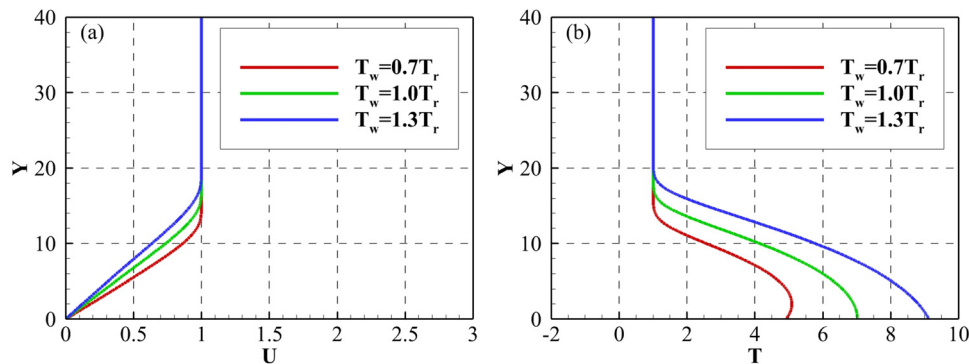 (a)
T_w=0.7T_r
T_w=1.0T_r
T_w=1.3T_r
Y
40
30
20
10
0
0 0.5 1 1.5 2 2.5 3
U
(b)
T_w=0.7T_r
T_w=1.0T_r
T_w=1.3T_r
Y
40
30
20
10
0
-2 0 2 4 6 8 10
T